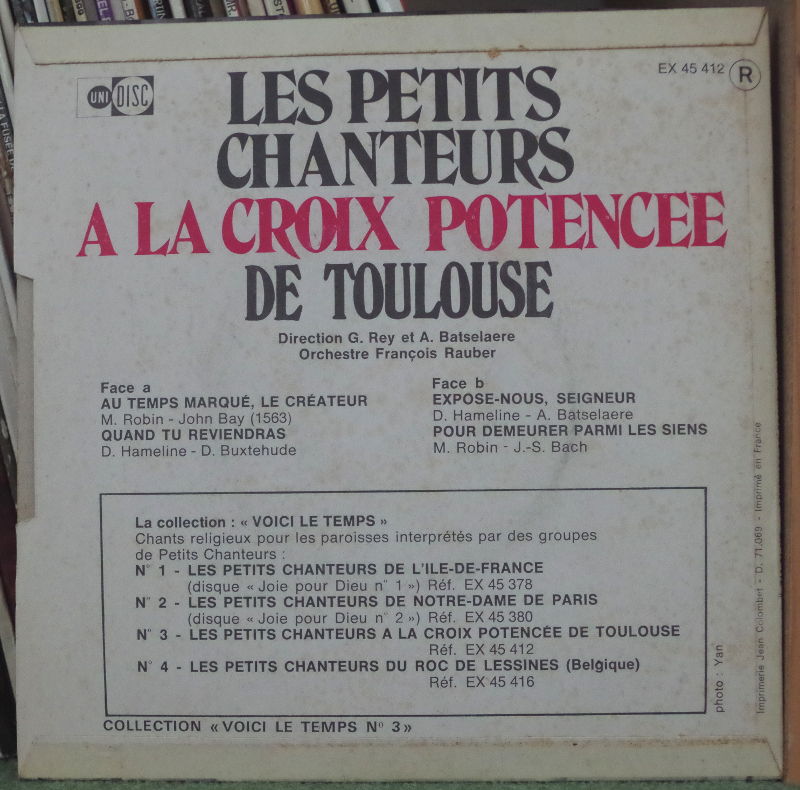 UNI DISC
EX 45 412 R
LES PETITS
CHANTEURS
A LA CROIX POTENCEE
DE TOULOUSE
Direction G. Rey et A. Batselaere
Orchestre François Rauber
Face a
AU TEMPS MARQUÉ, LE CRÉATEUR
M. Robin - John Bay (1563)
QUAND TU REVIENDRAS
D. Hameline - D. Buxtehude
Face b
EXPOSE-NOUS, SEIGNEUR
D. Hameline - A. Batselaere
POUR DEMEURER PARMI LES SIENS
M. Robin - J.-S. Bach
La collection : « VOICI LE TEMPS »
Chants religieux pour les paroisses interprétés par des groupes
de Petits Chanteurs :
N° 1 - LES PETITS CHANTEURS DE L'ILE-DE-FRANCE
(disque « Joie pour Dieu n° 1 ») Réf. EX 45 378
N° 2 - LES PETITS CHANTEURS DE NOTRE-DAME DE PARIS
(disque « Joie pour Dieu n° 2 ») Réf. EX 45 380
N° 3 - LES PETITS CHANTEURS A LA CROIX POTENCÉE DE TOULOUSE
Réf. EX 45 412
N° 4 - LES PETITS CHANTEURS DU ROC DE LESSINES (Belgique)
Réf. EX 45 416
COLLECTION « VOICI LE TEMPS N° 3 »
photo : Yan
Imprimerie Jean Colombet - D. 71.069 - Imprimé en France